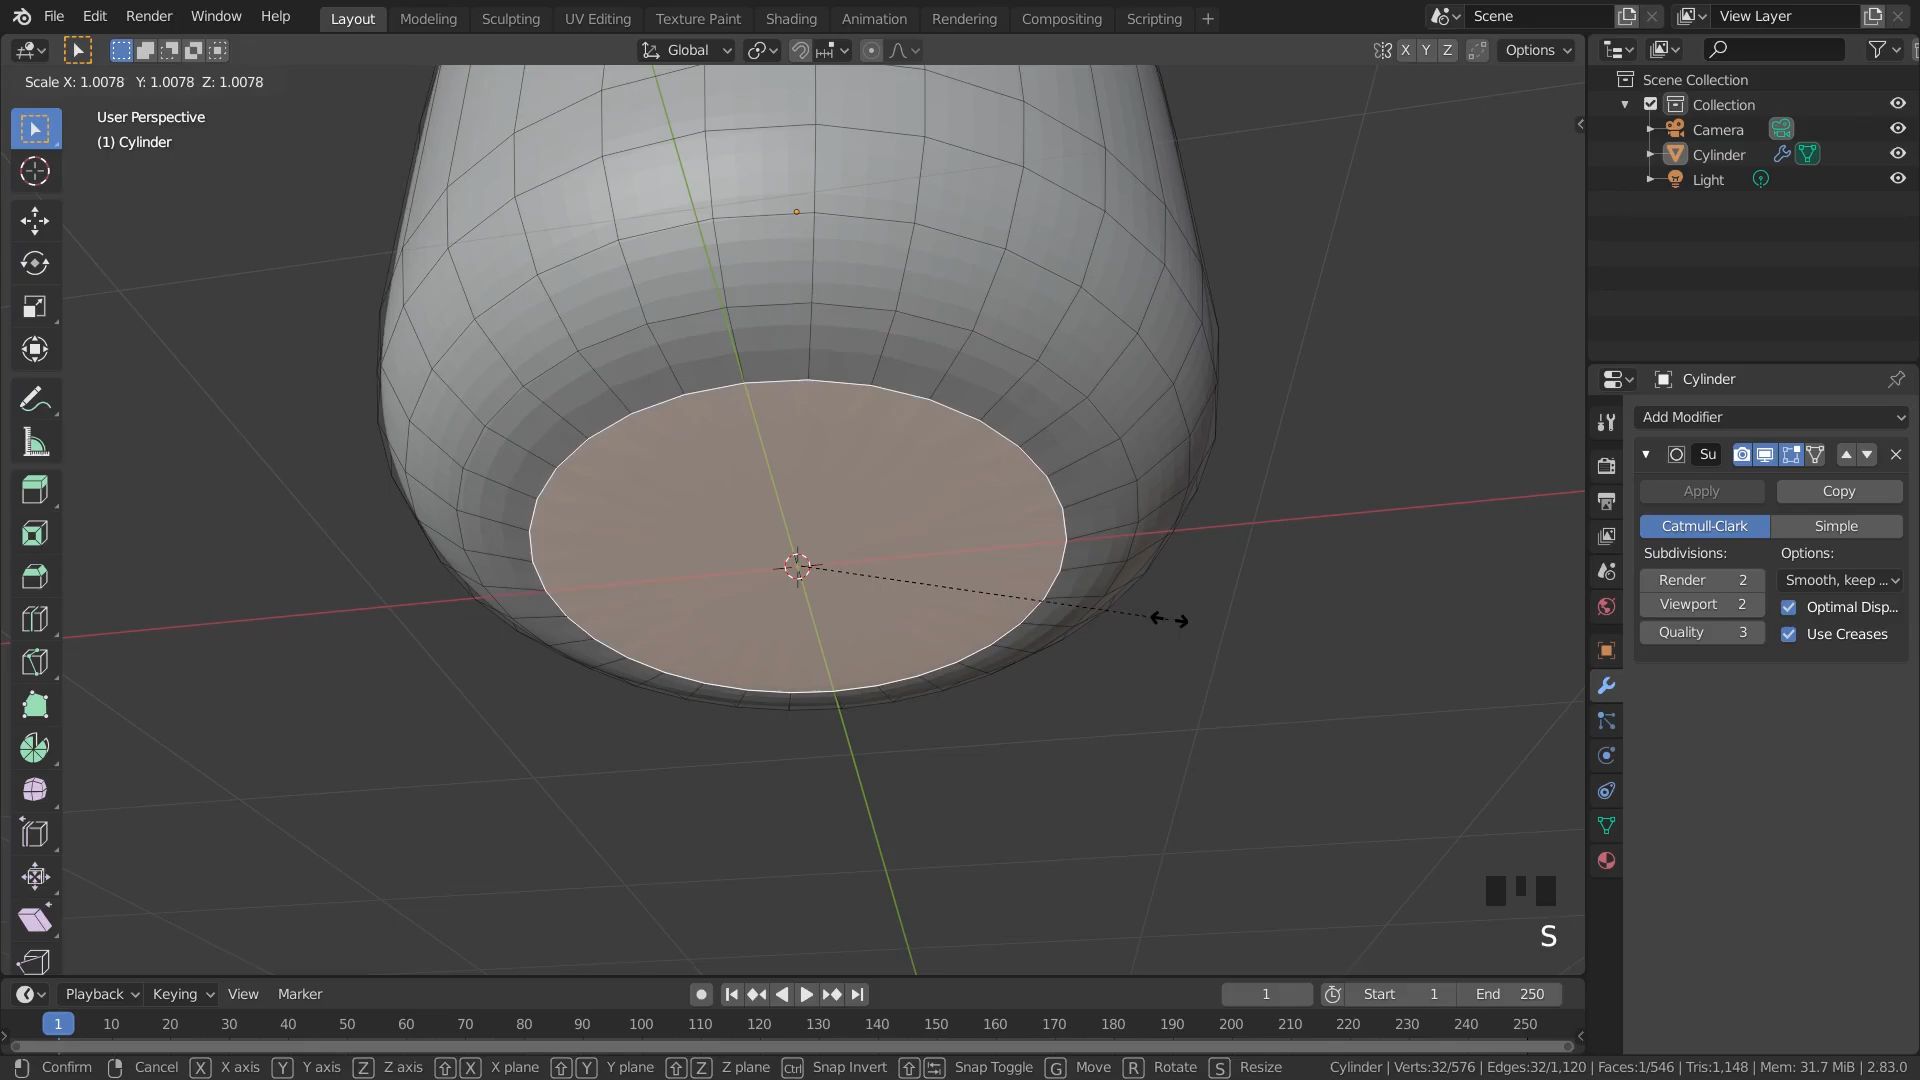 File Edit Render Window Help Layout Modeling Sculpting UV Editing Texture Paint Shading Animation Rendering Compositing Scripting + Scene View Layer
Global X Y Z Options
Scale X: 1.0078 Y: 1.0078 Z: 1.0078
User Perspective
(1) Cylinder
Scene Collection
Collection
Camera
Cylinder
Light
Cylinder
Add Modifier
Su
Apply Copy
Catmull-Clark Simple
Subdivisions: Options:
Render 2 Smooth, keep ...
Viewport 2 Optimal Disp...
Quality 3 Use Creases
S
Playback Keying View Marker 1 Start 1 End 250
1 10 20 30 40 50 60 70 80 90 100 110 120 130 140 150 160 170 180 190 200 210 220 230 240 250
Confirm Cancel X X axis Y Y axis Z Z axis X X plane Y Y plane Z Z plane Ctrl Snap Invert Snap Toggle G Move R Rotate S Resize Cylinder | Verts:32/576 | Edges:32/1,120 | Faces:1/546 | Tris:1,148 | Mem: 31.7 MiB | 2.83.0